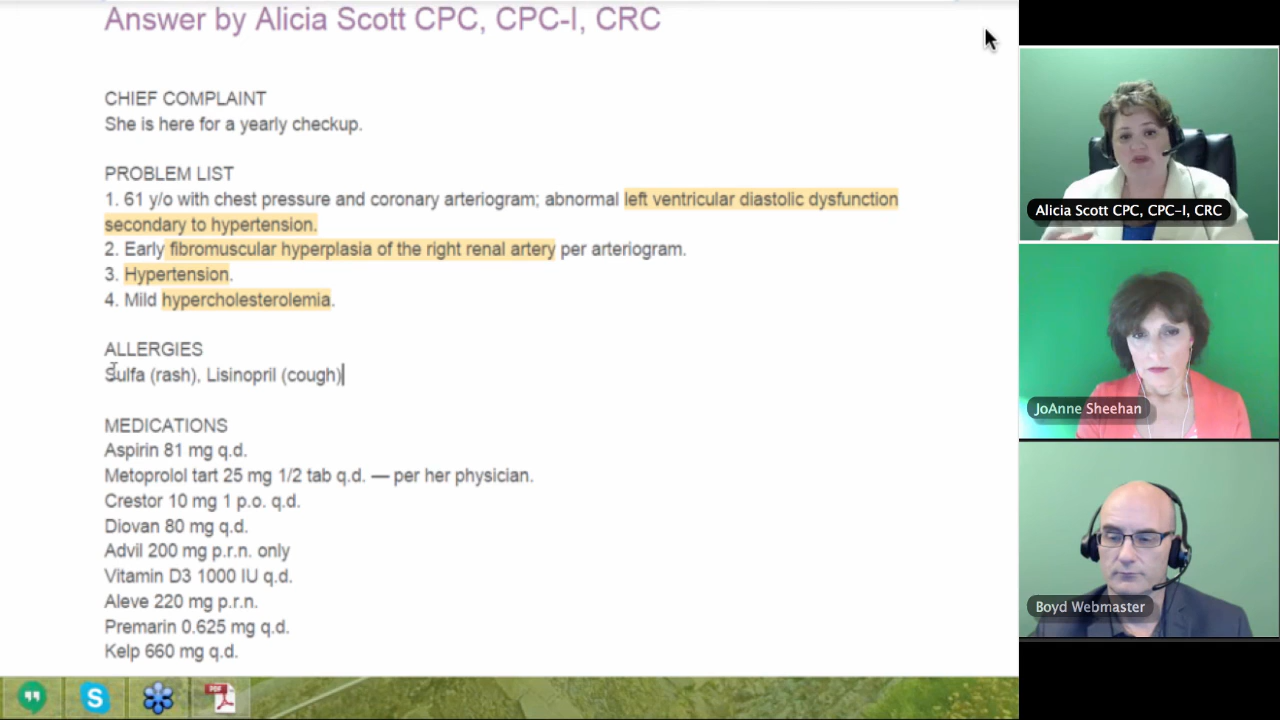 Answer by Alicia Scott CPC, CPC-I, CRC
CHIEF COMPLAINT
She is here for a yearly checkup.
PROBLEM LIST
1. 61 y/o with chest pressure and coronary arteriogram; abnormal left ventricular diastolic dysfunction
secondary to hypertension.
2. Early fibromuscular hyperplasia of the right renal artery per arteriogram.
3. Hypertension.
4. Mild hypercholesterolemia.
ALLERGIES
Sulfa (rash), Lisinopril (cough)
MEDICATIONS
Aspirin 81 mg q.d.
Metoprolol tart 25 mg 1/2 tab q.d. — per her physician.
Crestor 10 mg 1 p.o. q.d.
Diovan 80 mg q.d.
Advil 200 mg p.r.n. only
Vitamin D3 1000 IU q.d.
Aleve 220 mg p.r.n.
Premarin 0.625 mg q.d.
Kelp 660 mg q.d.
Alicia Scott CPC, CPC-I, CRC
JoAnne Sheehan
Boyd Webmaster
PDF